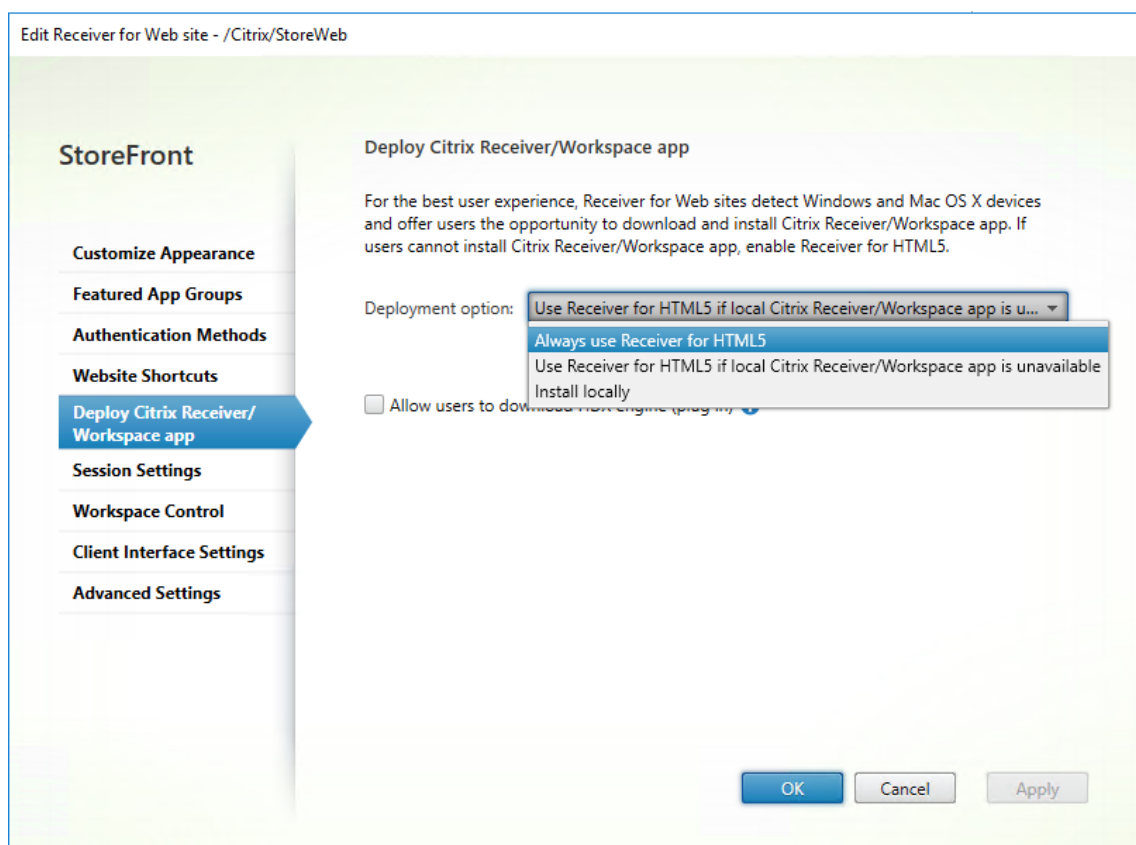 Edit Receiver for Web site - /Citrix/StoreWeb
StoreFront
Customize Appearance
Featured App Groups
Authentication Methods
Website Shortcuts
Deploy Citrix Receiver/
Workspace app
Session Settings
Workspace Control
Client Interface Settings
Advanced Settings
Deploy Citrix Receiver/Workspace app
For the best user experience, Receiver for Web sites detect Windows and Mac OS X devices
and offer users the opportunity to download and install Citrix Receiver/Workspace app. If
users cannot install Citrix Receiver/Workspace app, enable Receiver for HTML5.
Deployment option: Use Receiver for HTML5 if local Citrix Receiver/Workspace app is u...
Always use Receiver for HTML5
Use Receiver for HTML5 if local Citrix Receiver/Workspace app is unavailable
Install locally
Allow users to download HDX engine (plug-in)
OK Cancel Apply